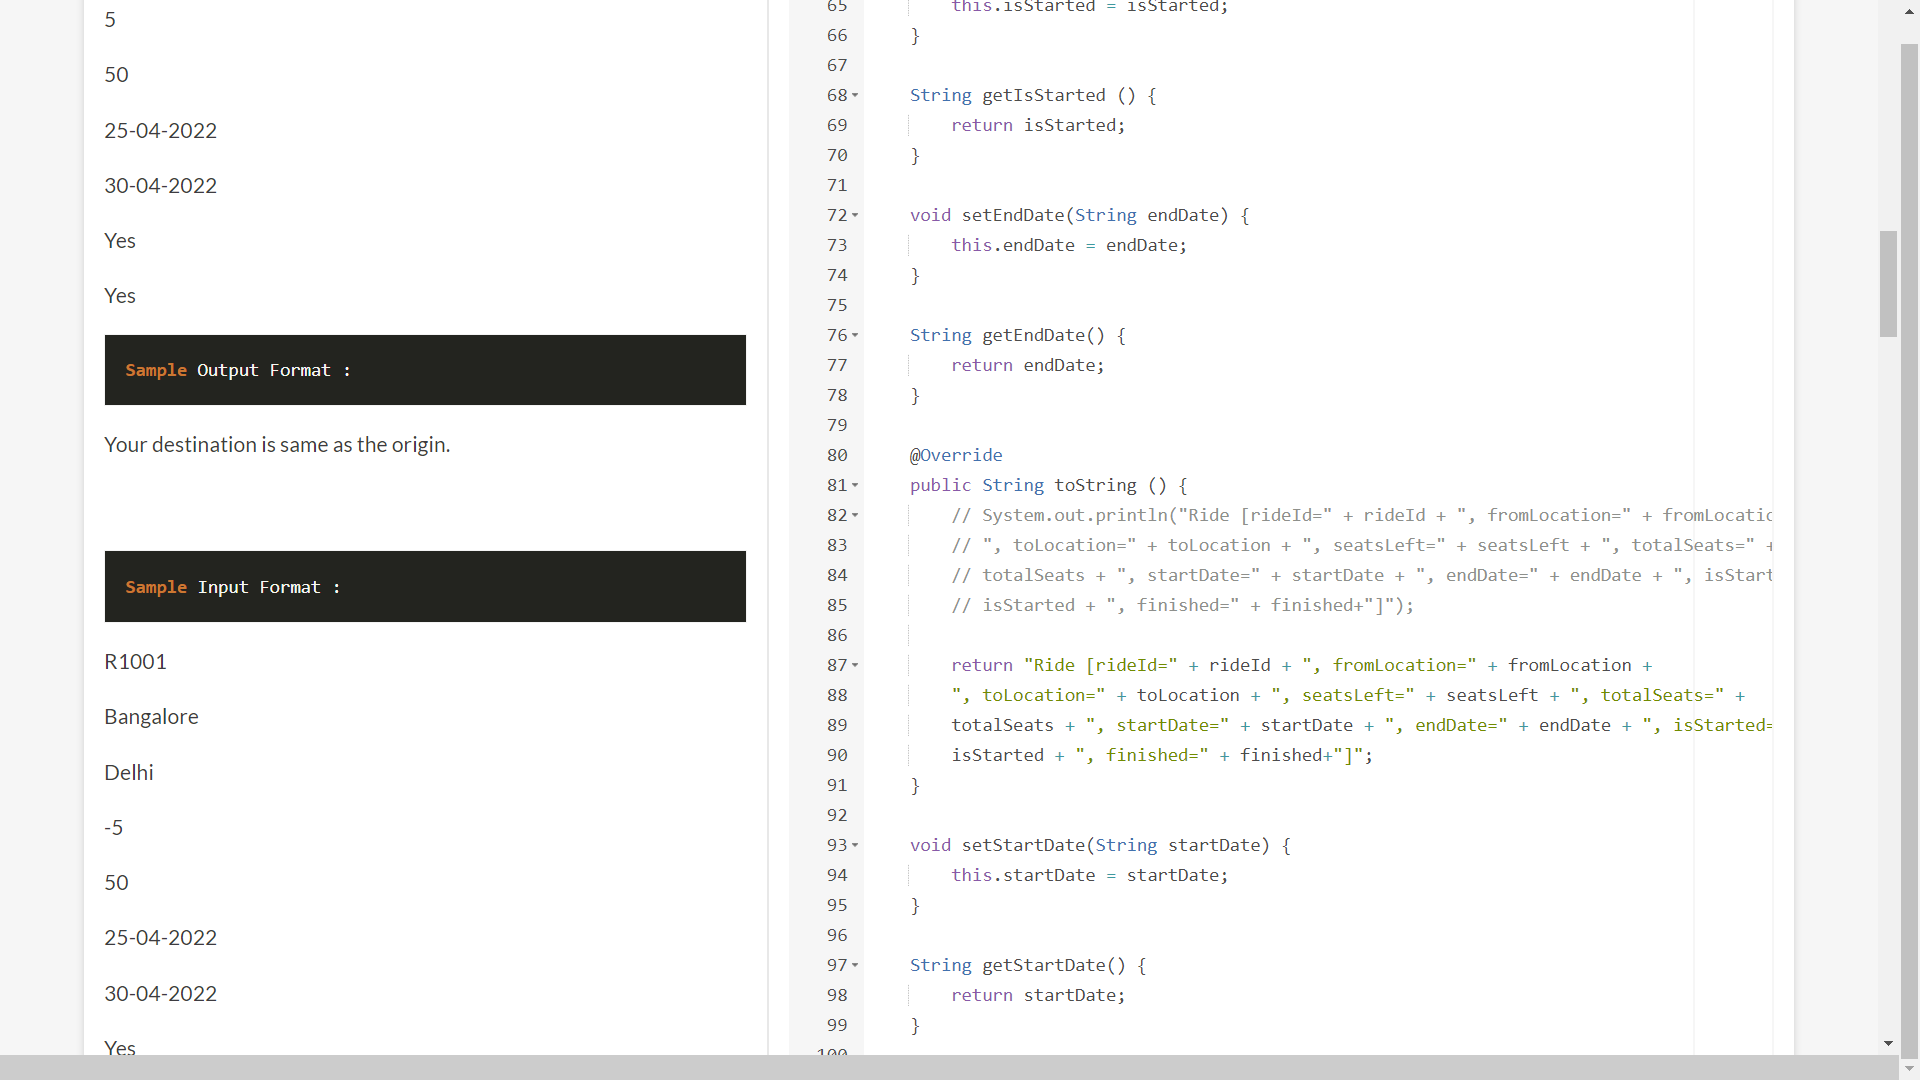 5
50
25-04-2022
30-04-2022
Yes
Yes
Sample Output Format :
Your destination is same as the origin.
Sample Input Format :
R1001
Bangalore
Delhi
-5
50
25-04-2022
30-04-2022
Yes
65 this.isStarted = isStarted;
66 }
67
68 String getIsStarted () {
69 return isStarted;
70 }
71
72 void setEndDate(String endDate) {
73 this.endDate = endDate;
74 }
75
76 String getEndDate() {
77 return endDate;
78 }
79
80 @Override
81 public String toString () {
82 // System.out.println("Ride [rideId=" + rideId + ", fromLocation=" + fromLocatic
83 // ", toLocation=" + toLocation + ", seatsLeft=" + seatsLeft + ", totalSeats=" +
84 // totalSeats + ", startDate=" + startDate + ", endDate=" + endDate + ", isStart
85 // isStarted + ", finished=" + finished+"]");
86
87 return "Ride [rideId=" + rideId + ", fromLocation=" + fromLocation +
88 ", toLocation=" + toLocation + ", seatsLeft=" + seatsLeft + ", totalSeats=" +
89 totalSeats + ", startDate=" + startDate + ", endDate=" + endDate + ", isStarted=
90 isStarted + ", finished=" + finished+"]";
91 }
92
93 void setStartDate(String startDate) {
94 this.startDate = startDate;
95 }
96
97 String getStartDate() {
98 return startDate;
99 }
100